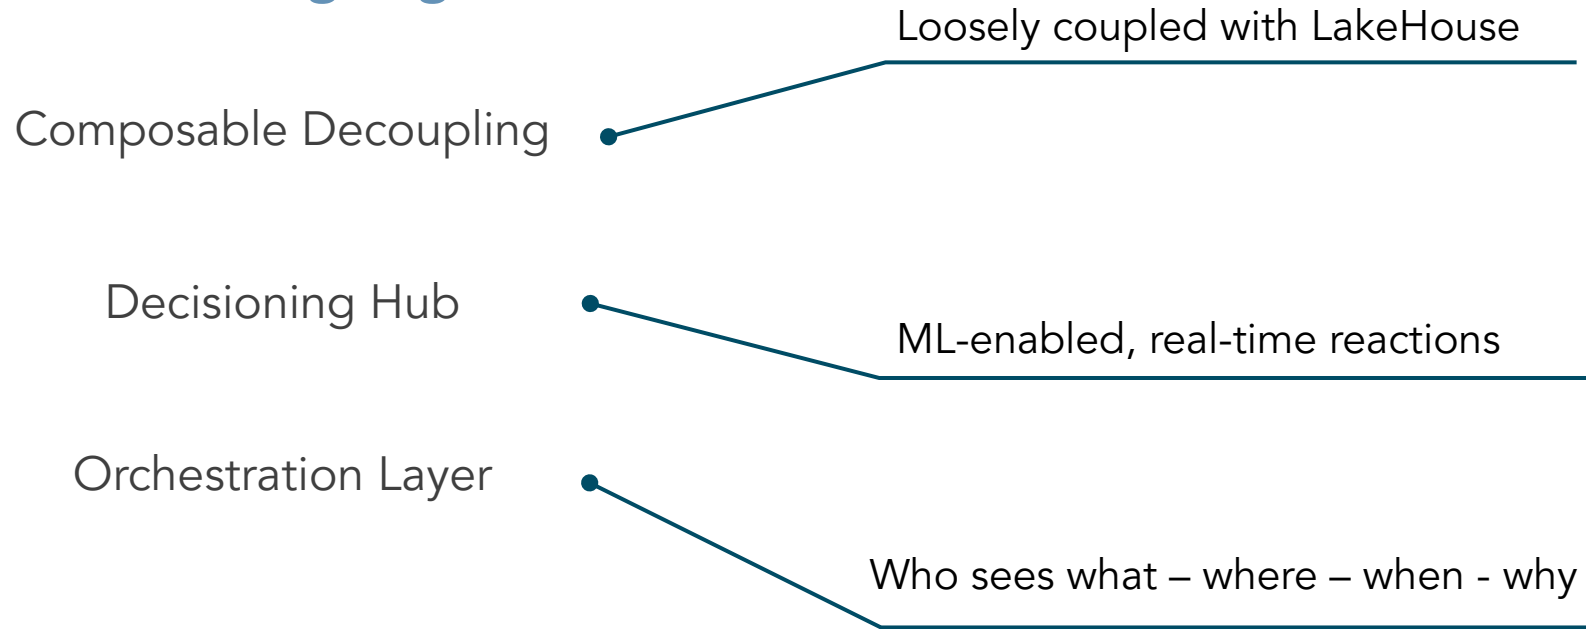 Loosely coupled with LakeHouse
Composable Decoupling
Decisioning Hub
ML-enabled, real-time reactions
Orchestration Layer
Who sees what – where – when - why